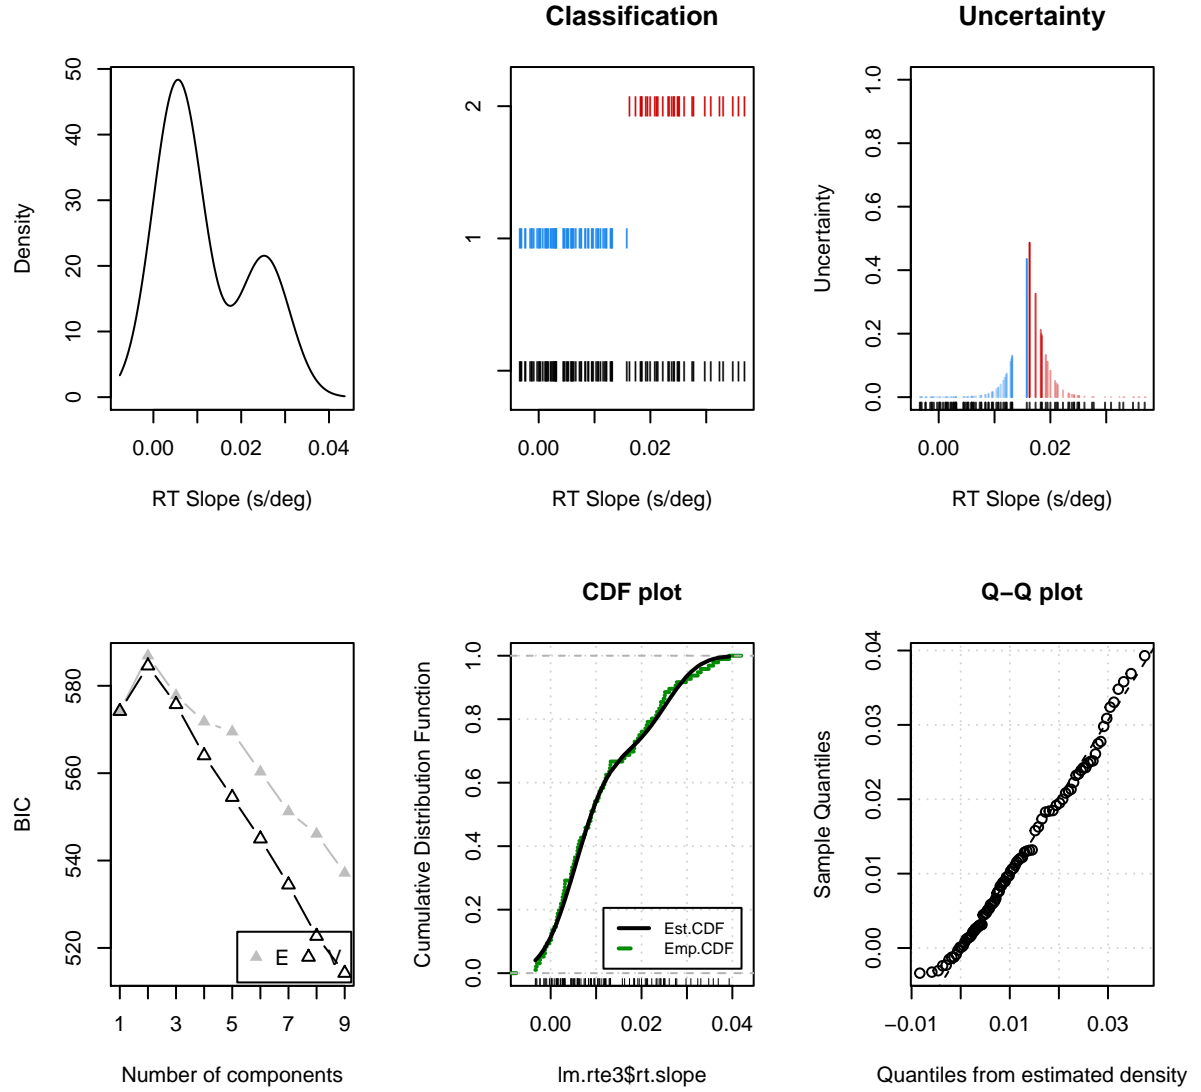 Classification
Uncertainty
Density
0
10
20
30
40
50
0.00
0.02
0.04
RT Slope (s/deg)
1
2
0.00
0.02
RT Slope (s/deg)
Uncertainty
0.0
0.2
0.4
0.6
0.8
1.0
0.00
0.02
RT Slope (s/deg)
BIC
520
540
560
580
E V
1 3 5 7 9
Number of components
CDF plot
Cumulative Distribution Function
0.0
0.2
0.4
0.6
0.8
1.0
Est.CDF
Emp.CDF
0.00
0.02
0.04
lm.rte3$rt.slope
Q−Q plot
Sample Quantiles
0.00
0.01
0.02
0.03
0.04
−0.01
0.01
0.03
Quantiles from estimated density